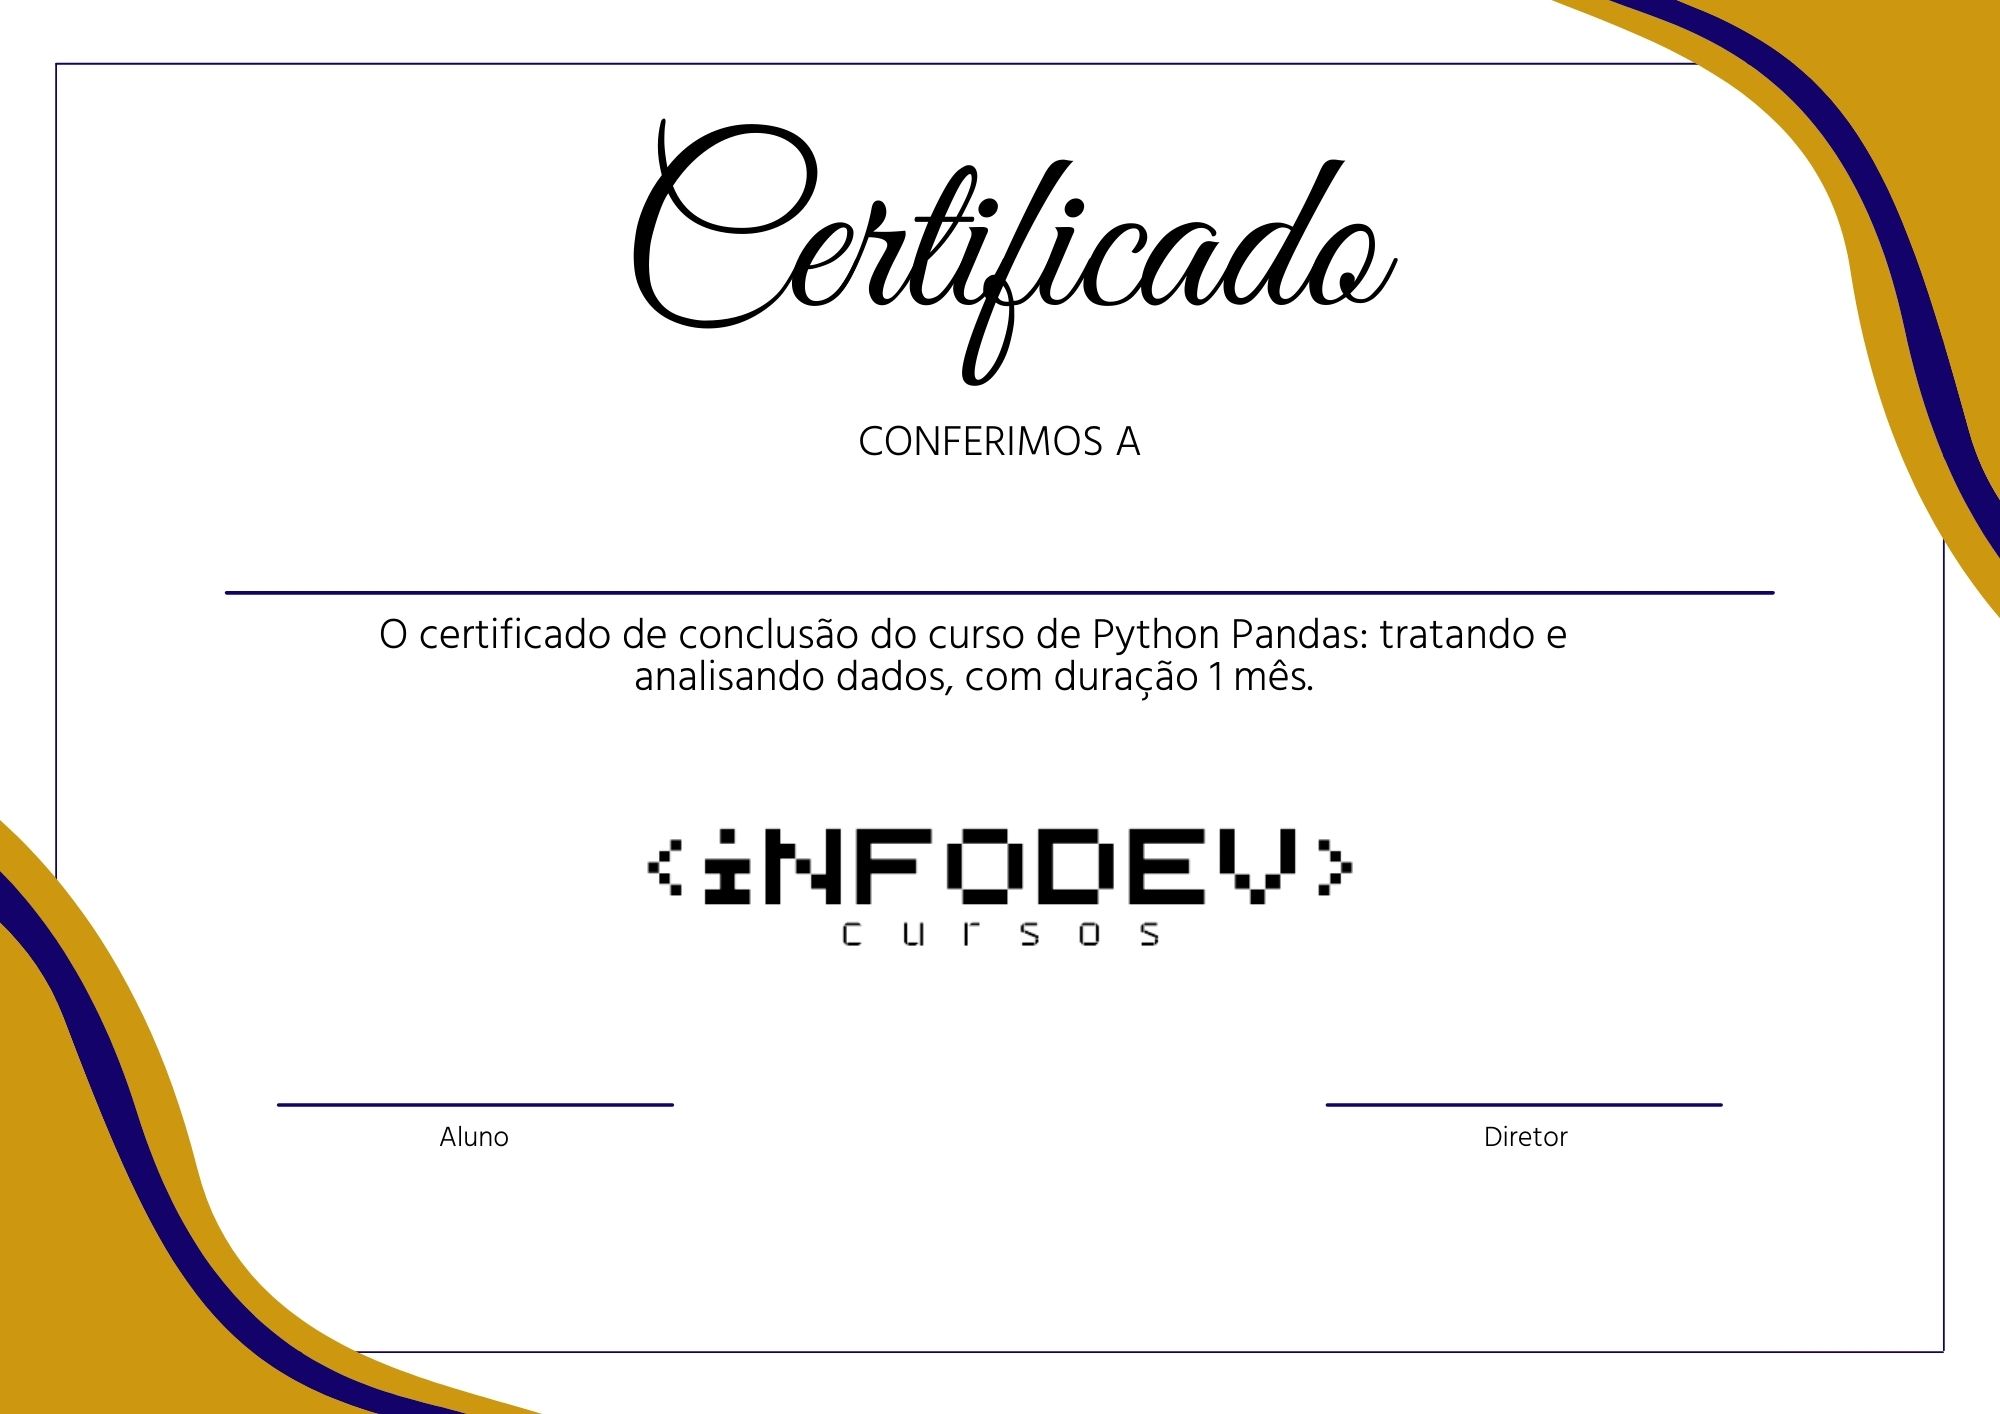 Certificado
CONFERIMOS A
O certificado de conclusão do curso de Python Pandas: tratando e
analisando dados, com duração 1 mês.
<iNFODEV>
cursos
Aluno
Diretor